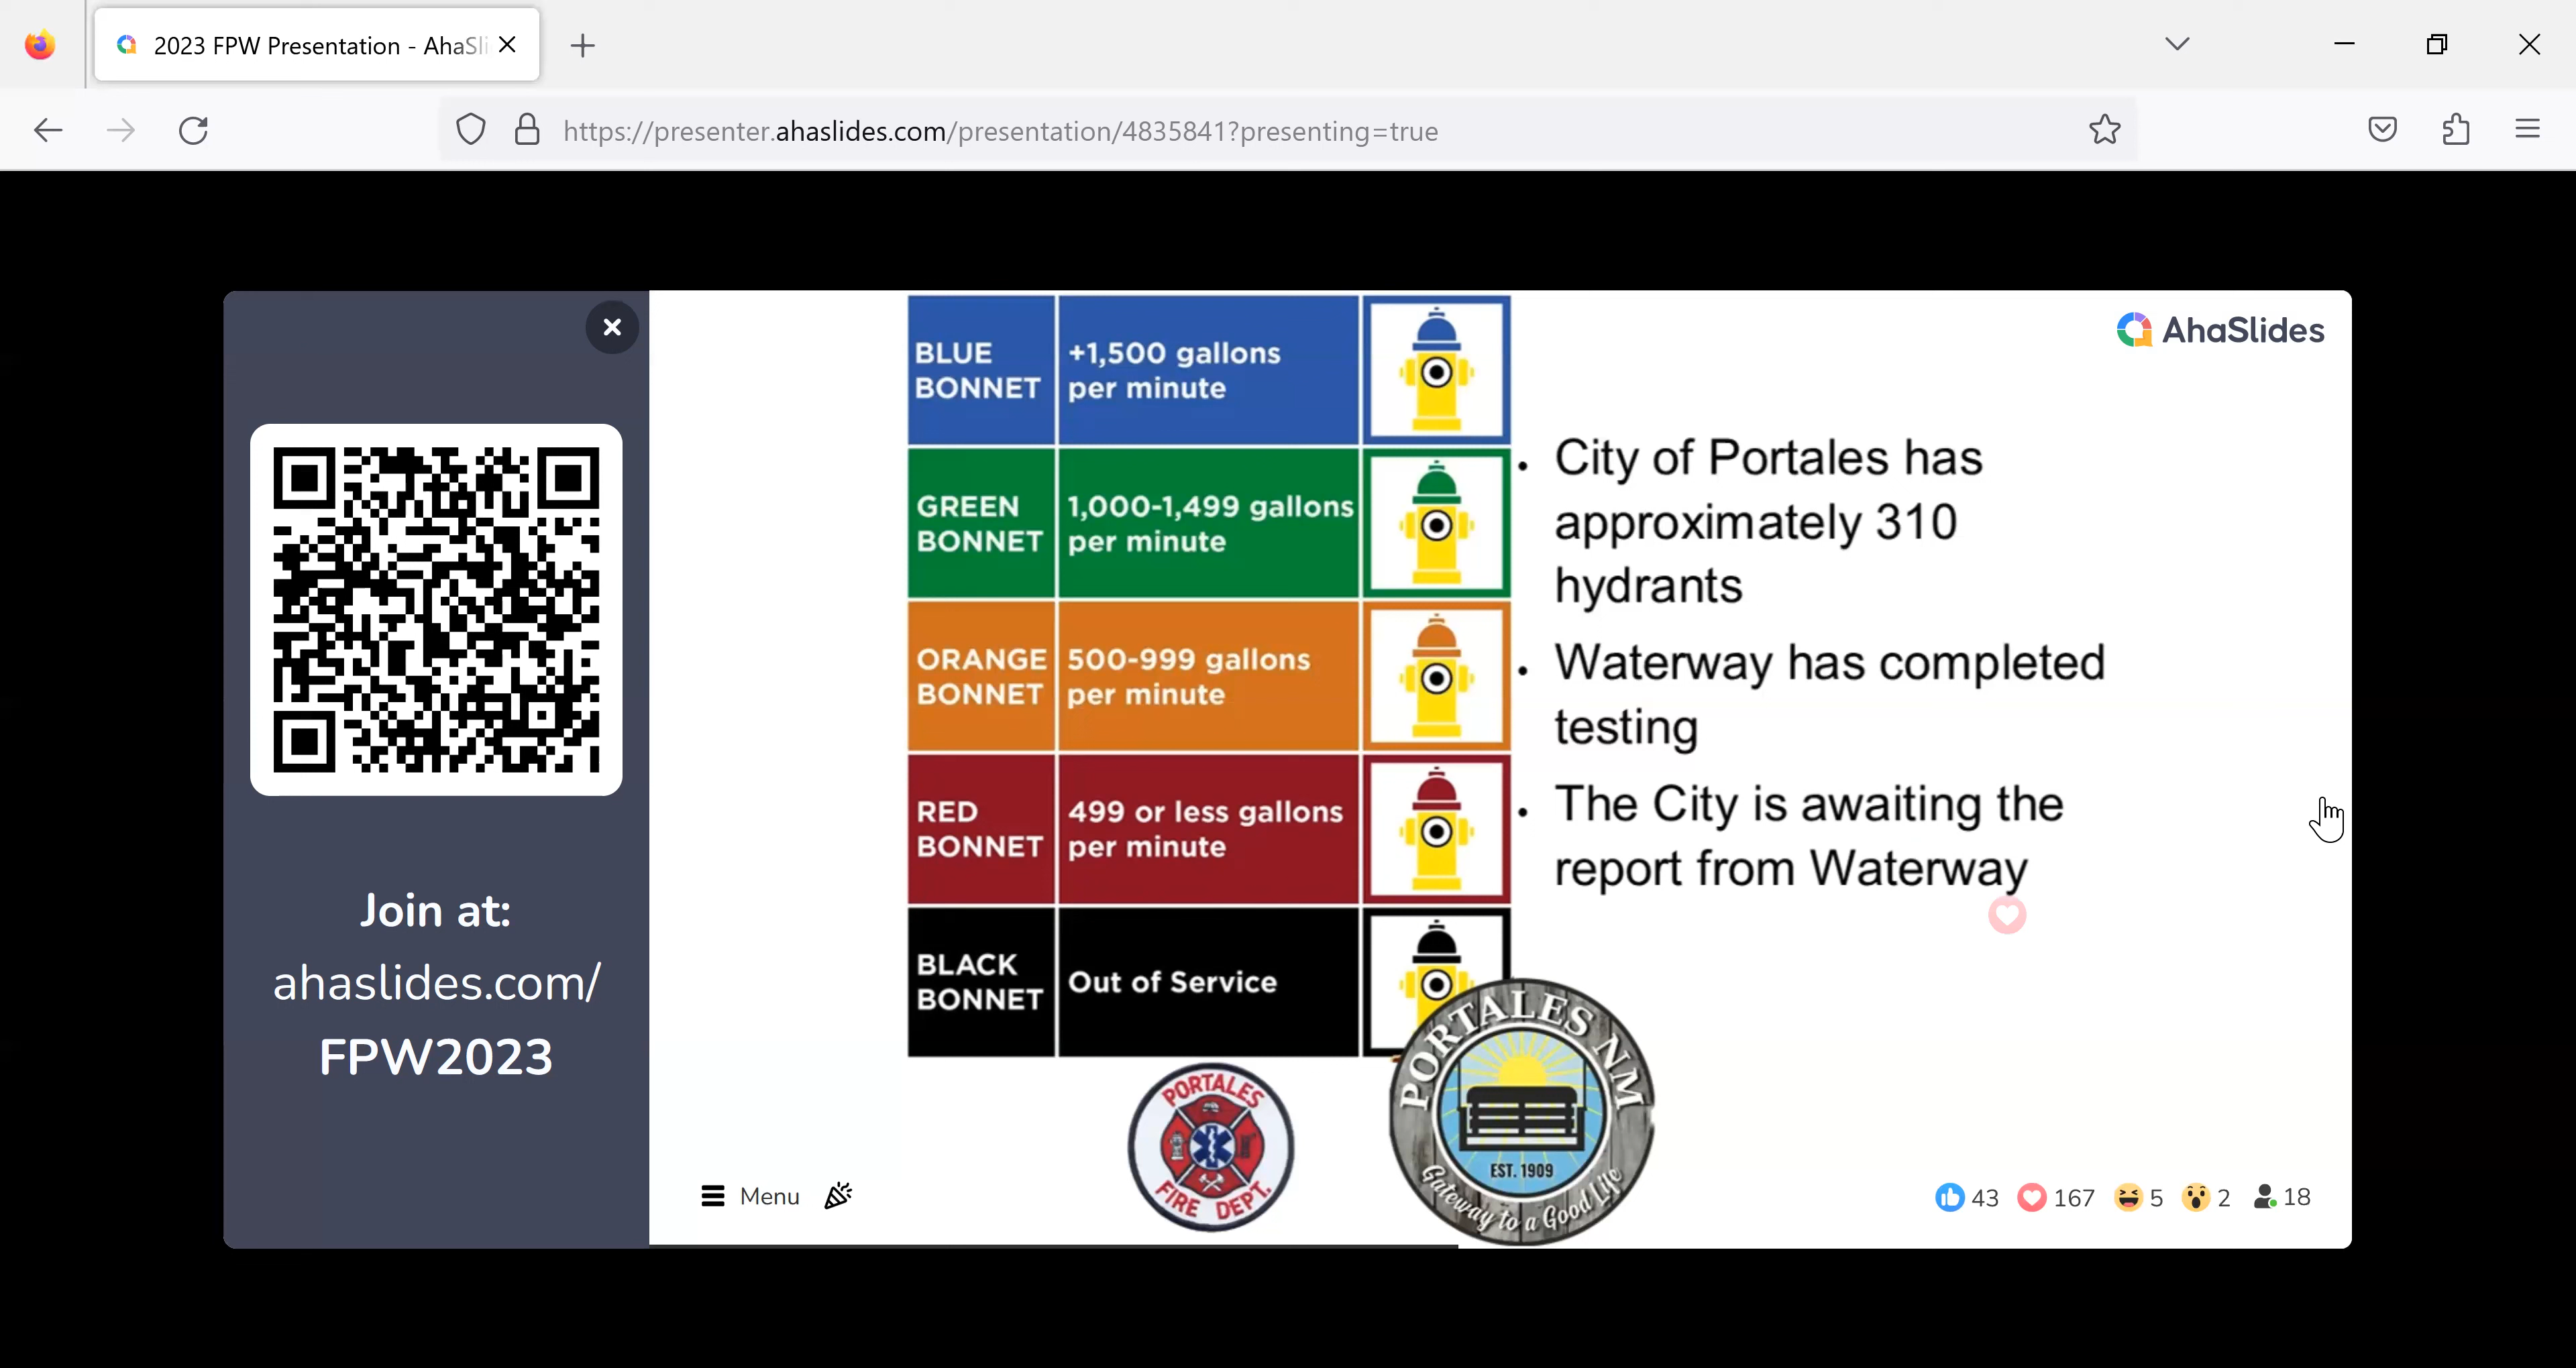 2023 FPW Presentation - AhaSli
https://presenter.ahaslides.com/presentation/4835841?presenting=true
Join at:
ahaslides.com/
FPW2023
BLUE
BONNET
+1,500 gallons
per minute
GREEN
BONNET
1,000-1,499 gallons
per minute
ORANGE
BONNET
500-999 gallons
per minute
RED
BONNET
499 or less gallons
per minute
BLACK
BONNET
Out of Service
AhaSlides
• City of Portales has
approximately 310
hydrants
• Waterway has completed
testing
• The City is awaiting the
report from Waterway
PORTALES
FIRE DEPT.
PORTALES NM
EST. 1909
Gateway to a Good Life
Menu
43 167 5 2 18